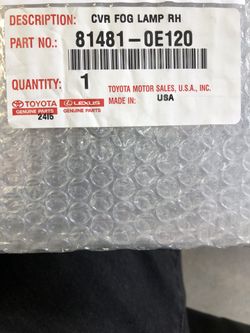 DESCRIPTION: CVR FOG LAMP RH
PART NO.: 81481-0E120
QUANTITY: 1
TOYOTA MOTOR SALES, U.S.A., INC.
MADE IN: USA
TOYOTA LEXUS
GENUINE PARTS GENUINE PARTS
2416